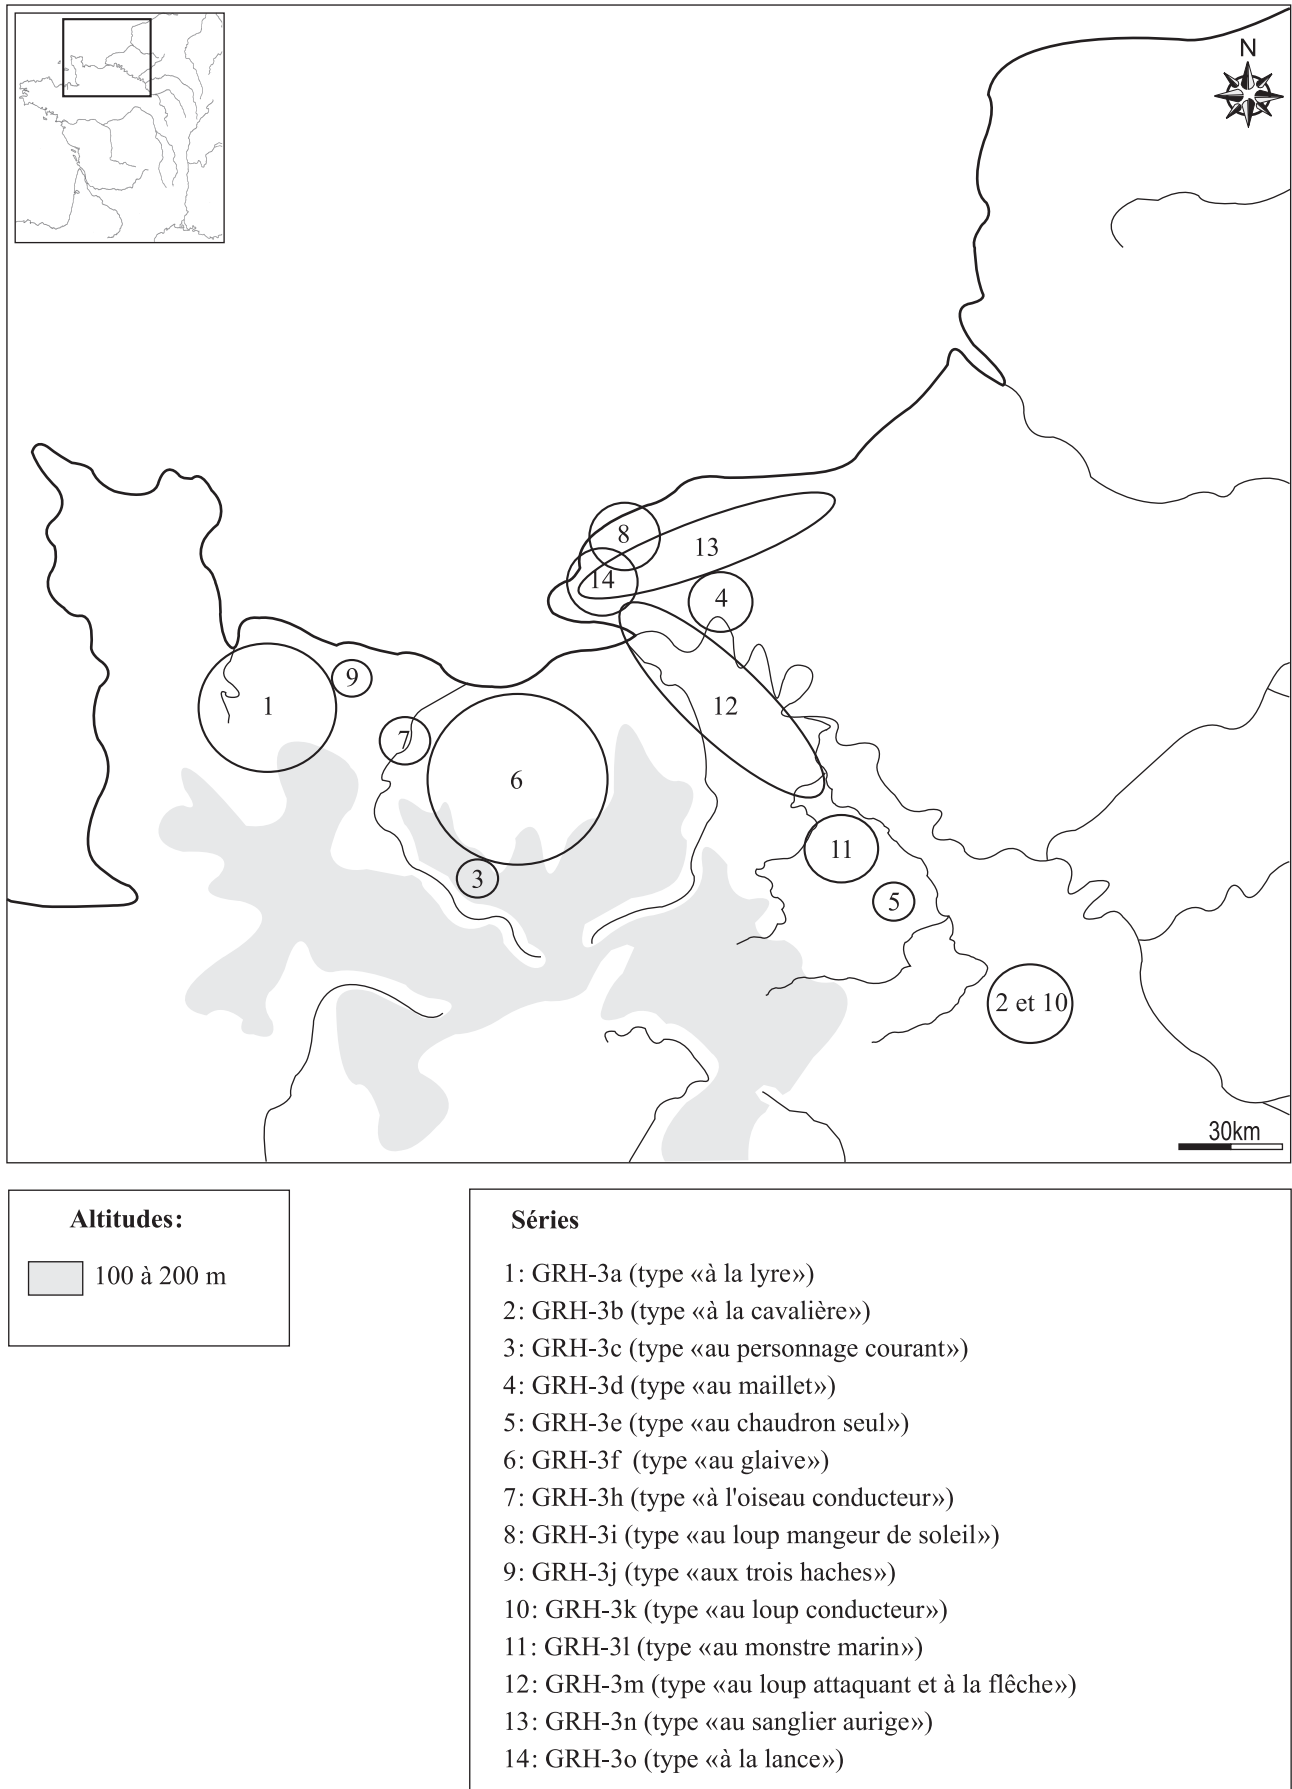 N
8
13
14
4
9
1
12
7
6
11
3
5
2 et 10
30km
Altitudes:
100 à 200 m
Séries
1: GRH-3a (type «à la lyre»)
2: GRH-3b (type «à la cavalière»)
3: GRH-3c (type «au personnage courant»)
4: GRH-3d (type «au maillet»)
5: GRH-3e (type «au chaudron seul»)
6: GRH-3f (type «au glaive»)
7: GRH-3h (type «à l'oiseau conducteur»)
8: GRH-3i (type «au loup mangeur de soleil»)
9: GRH-3j (type «aux trois haches»)
10: GRH-3k (type «au loup conducteur»)
11: GRH-3l (type «au monstre marin»)
12: GRH-3m (type «au loup attaquant et à la flêche»)
13: GRH-3n (type «au sanglier aurige»)
14: GRH-3o (type «à la lance»)